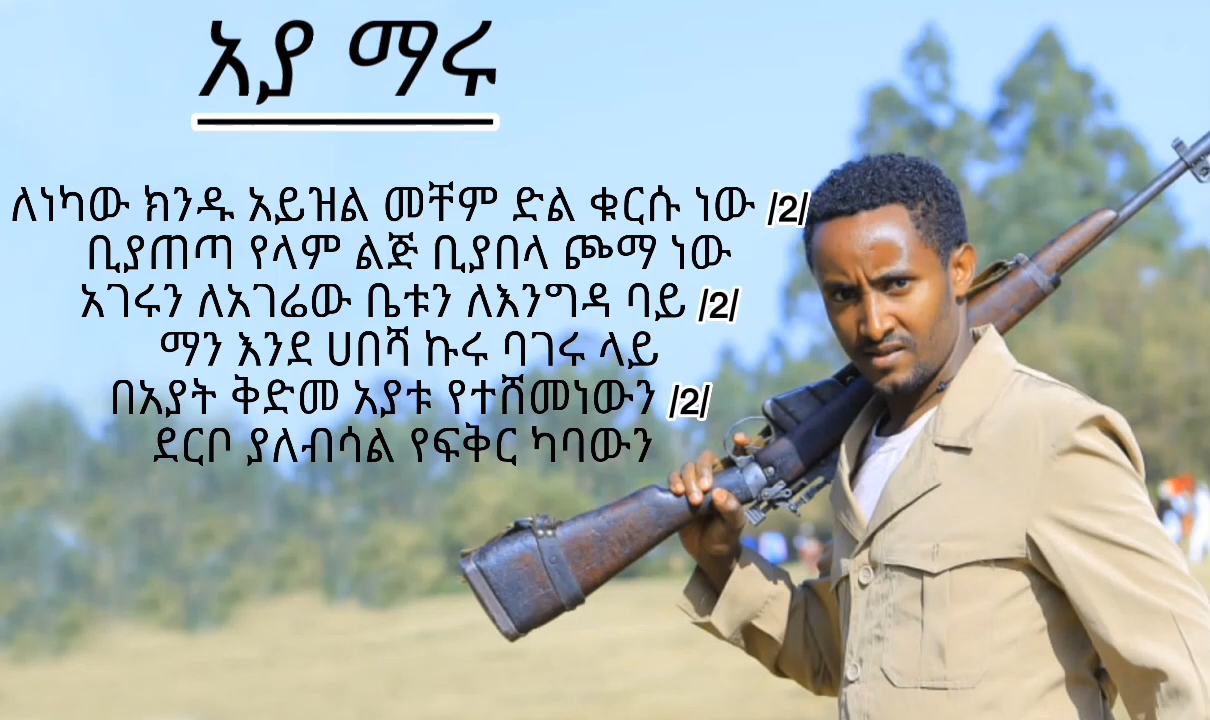 አያ ማሩ
ለነካው ክንዱ አይዝል መቸም ድል ቁርሱ ነው /2/
ቢያጠጣ የላም ልጅ ቢያበላ ጮማ ነው
አገሩን ለአገሬው ቤቱን ለእንግዳ ባይ /2/
ማን እንደ ሀበሻ ኩሩ ባገሩ ላይ
በአያት ቅድመ አያቱ የተሸመነውን /2/
ደርቦ ያለብሳል የፍቅር ካባውን